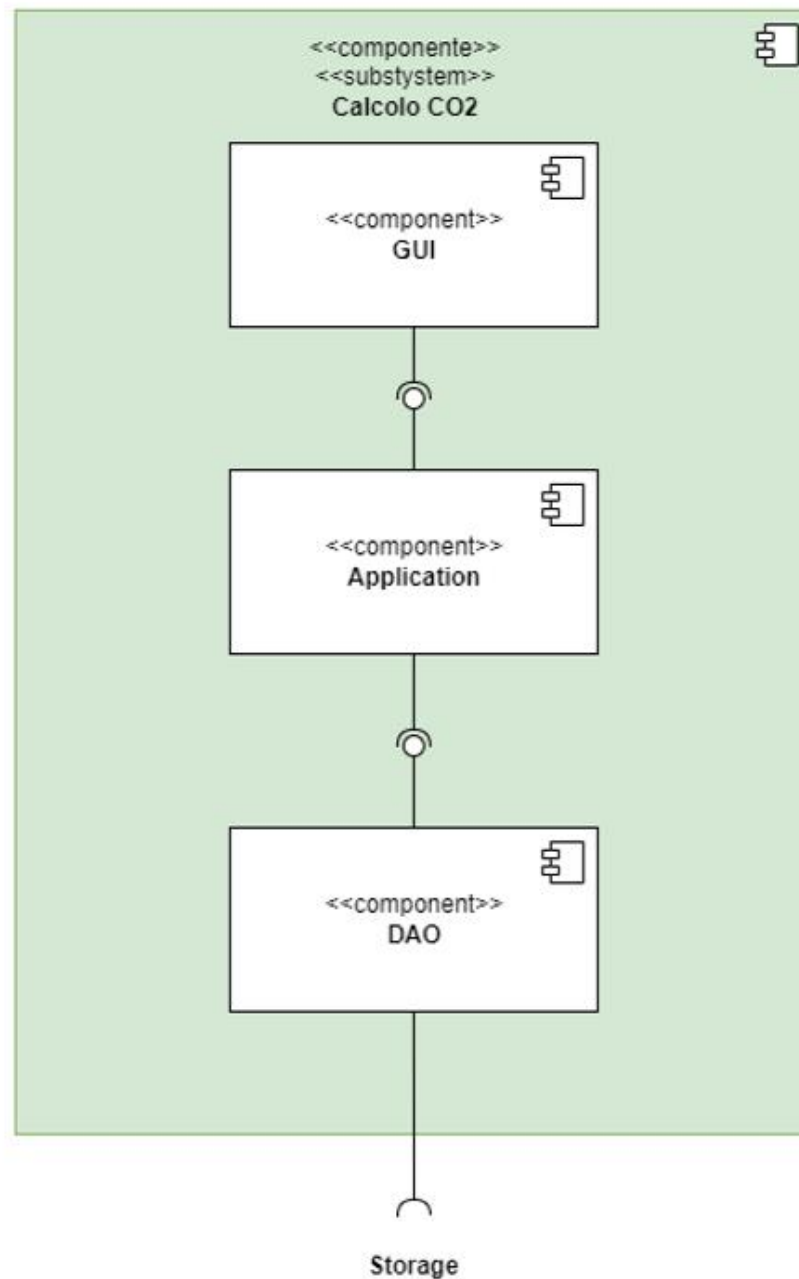 <<componente>>
<<substystem>>
Calcolo CO2
<<component>>
GUI
<<component>>
Application
<<component>>
DAO
Storage